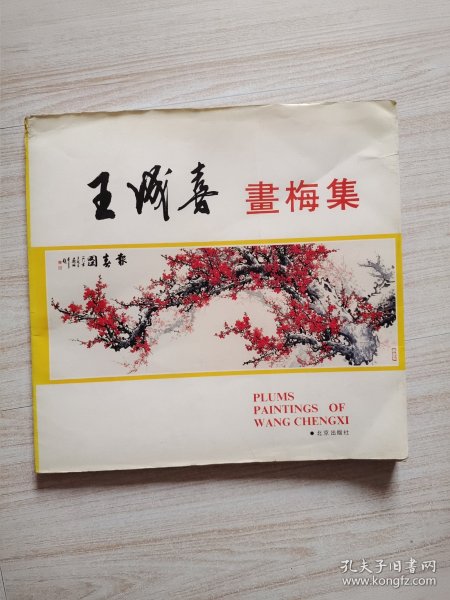 王成喜 畫梅集
報春圖
PLUMS
PAINTINGS OF
WANG CHENGXI
●北京出版社
孔夫子旧书网
www.kongfz.com